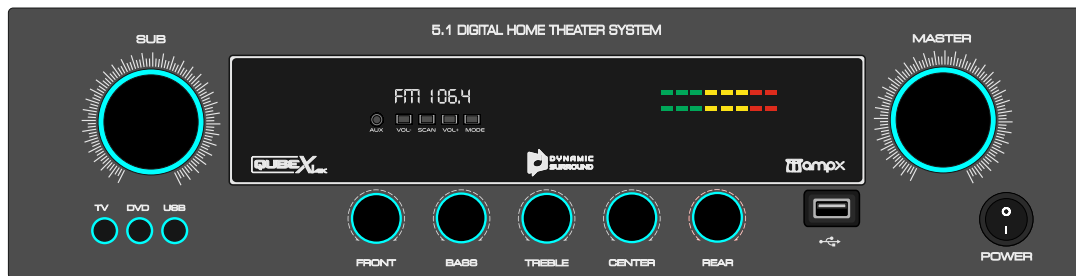 5.1 DIGITAL HOME THEATER SYSTEM
SUB
MASTER
FM 106.4
AUX VOL- SCAN VOL+ MODE
QUBEX
DYNAMIC
SURROUND
ampx
TV DVD USB
FRONT BASS TREBLE CENTER REAR
O
I
POWER